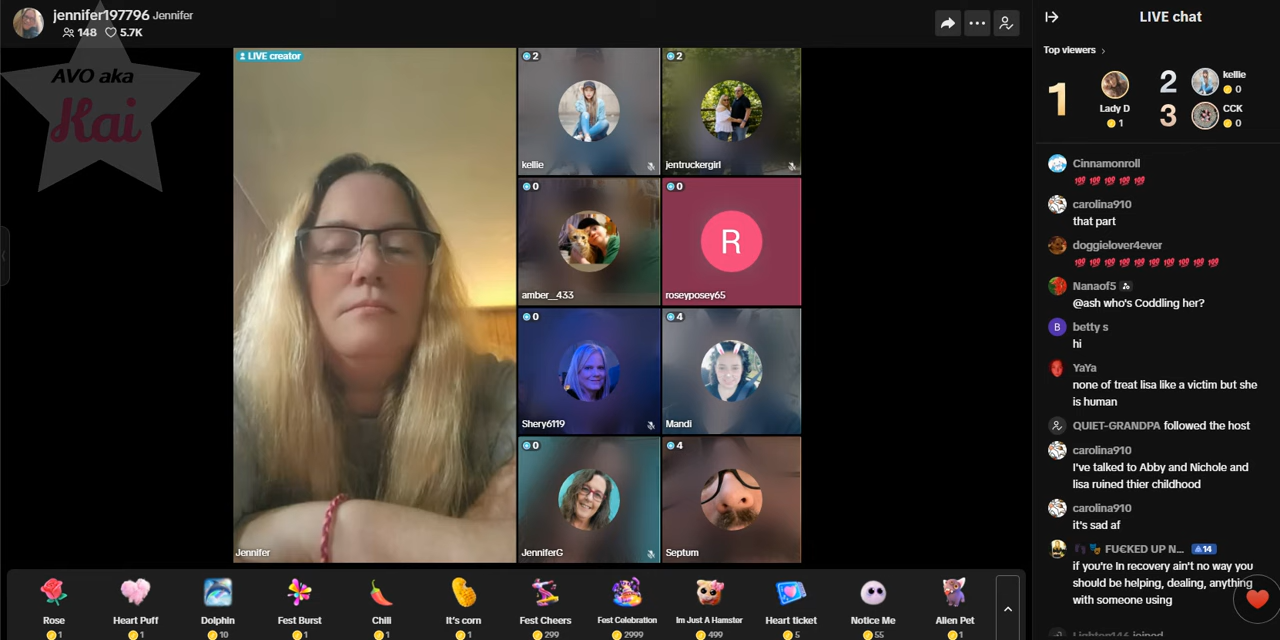 jennifer197796 Jennifer
148 5.7K
AVO aka
Kai
LIVE creator
Jennifer
2
kellie
2
jentruckergirl
0
amber__433
0
R
roseyposey65
0
Shery6119
4
Mandi
0
JenniferG
4
Septum
Rose
1
Heart Puff
1
Dolphin
10
Fest Burst
1
Chili
1
It's corn
1
Fest Cheers
299
Fest Celebration
2999
Im Just A Hamster
499
Heart ticket
5
Notice Me
55
Alien Pet
1
LIVE chat
Top viewers
1
Lady D
1
2
kellie
0
3
CCK
0
Cinnamonroll
💯 💯 💯 💯 💯
carolina910
that part
doggielover4ever
💯 💯 💯 💯 💯 💯 💯 💯 💯 💯
Nanaof5
@ash who's Coddling her?
B
betty s
hi
YaYa
none of treat lisa like a victim but she
is human
QUIET-GRANDPA followed the host
carolina910
I've talked to Abby and Nichole and
lisa ruined thier childhood
carolina910
it's sad af
FU€KED UP N... 14
if you're In recovery ain't no way you
should be helping, dealing, anything
with someone using
joined